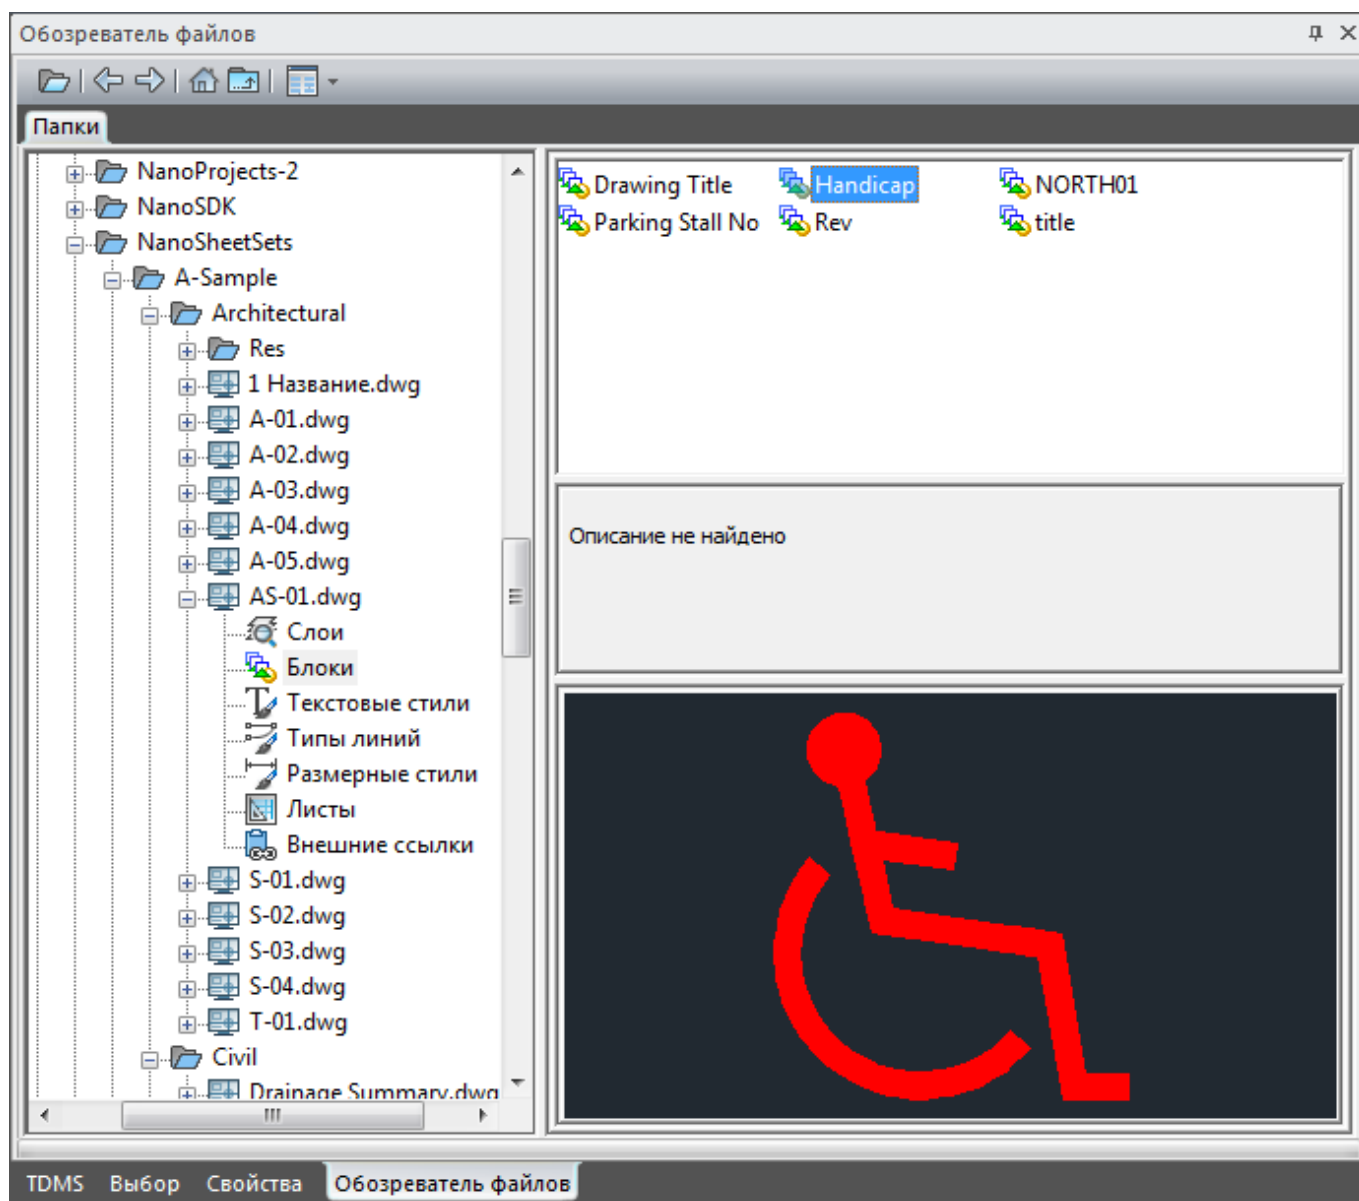 Обозреватель файлов
Папки
NanoProjects-2
NanoSDK
NanoSheetSets
A-Sample
Architectural
Res
1 Название.dwg
A-01.dwg
A-02.dwg
A-03.dwg
A-04.dwg
A-05.dwg
AS-01.dwg
Слои
Блоки
Текстовые стили
Типы линий
Размерные стили
Листы
Внешние ссылки
S-01.dwg
S-02.dwg
S-03.dwg
S-04.dwg
T-01.dwg
Civil
Drainage Summary.dwg
Drawing Title Handicap NORTH01
Parking Stall No Rev title
Описание не найдено
TDMS Выбор Свойства Обозреватель файлов